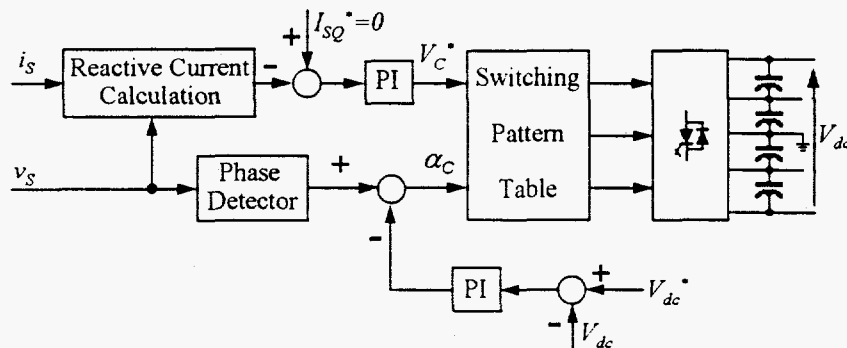 I_SQ*=0
i_S
Reactive Current
Calculation
+
-
PI
V_C*
Switching
Pattern
Table
V_dc
v_S
Phase
Detector
+
-
α_C
PI
+
-
V_dc*
V_dc